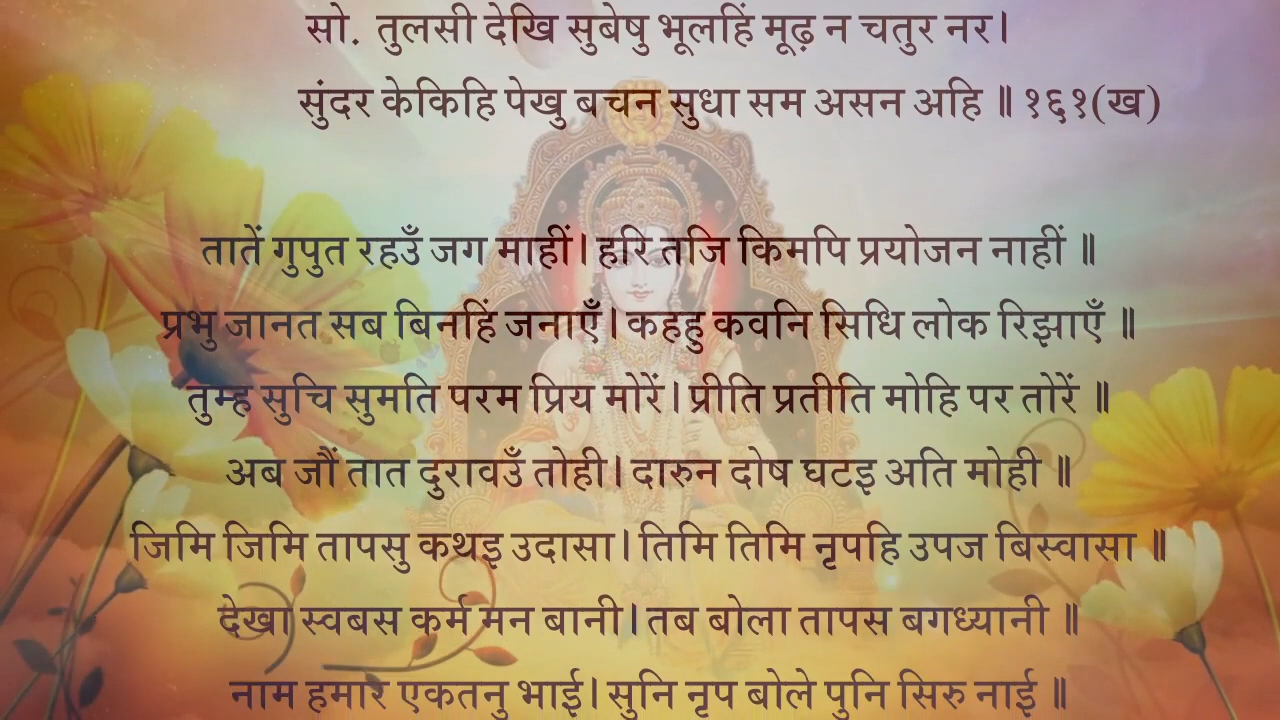 सो. तुलसी देखि सुबेषु भूलहिं मूढ़ न चतुर नर।
सुंदर केकिहि पेखु बचन सुधा सम असन अहि ॥ १६१(ख)
तातें गुपुत रहउँ जग माहीं। हरि तजि किमपि प्रयोजन नाहीं ॥
प्रभु जानत सब बिनहिं जनाएँ। कहहु कवनि सिधि लोक रिझाएँ ॥
तुम्ह सुचि सुमति परम प्रिय मोरें। प्रीति प्रतीति मोहि पर तोरें ॥
अब जौं तात दुरावउँ तोही। दारुन दोष घटइ अति मोही ॥
जिमि जिमि तापसु कथइ उदासा। तिमि तिमि नृपहि उपज बिस्वासा ॥
देखा स्वबस कर्म मन बानी। तब बोला तापस बगध्यानी ॥
नाम हमार एकतनु भाई। सुनि नृप बोले पुनि सिरु नाई ॥